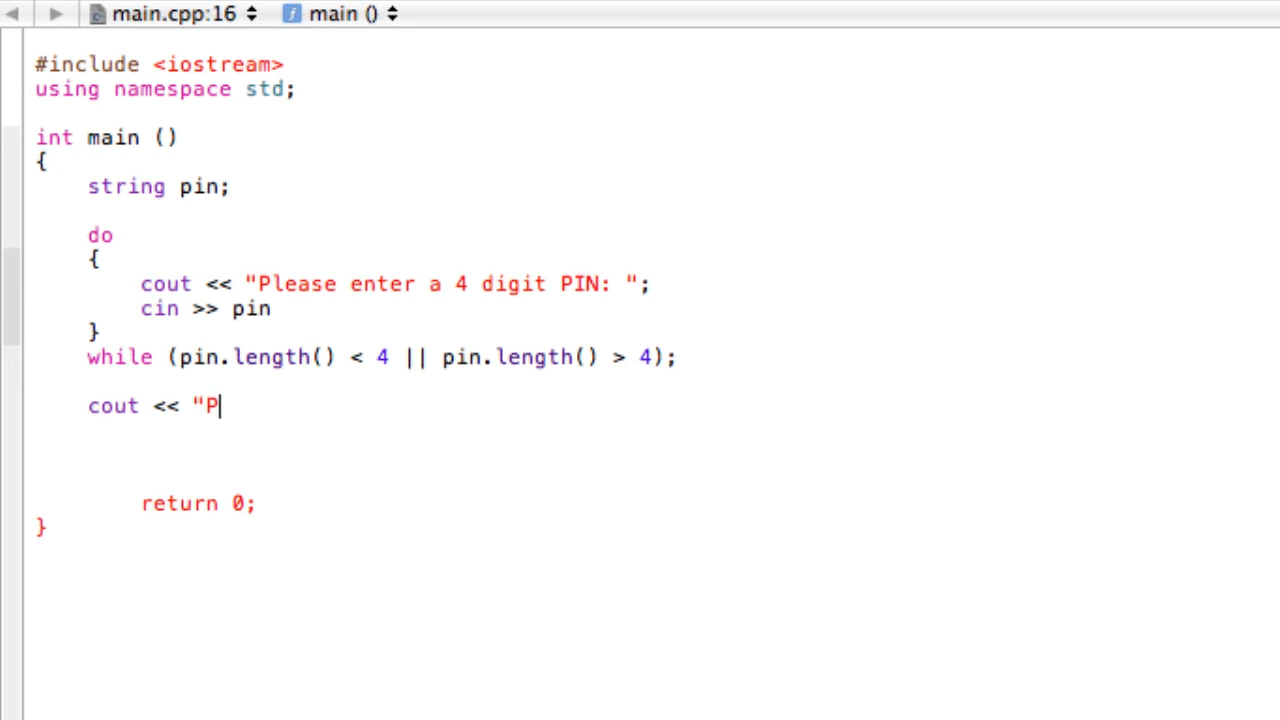 main.cpp:16 main ()
#include <iostream>
using namespace std;
int main ()
{
string pin;
do
{
cout << "Please enter a 4 digit PIN: ";
cin >> pin
}
while (pin.length() < 4 || pin.length() > 4);
cout << "P
return 0;
}